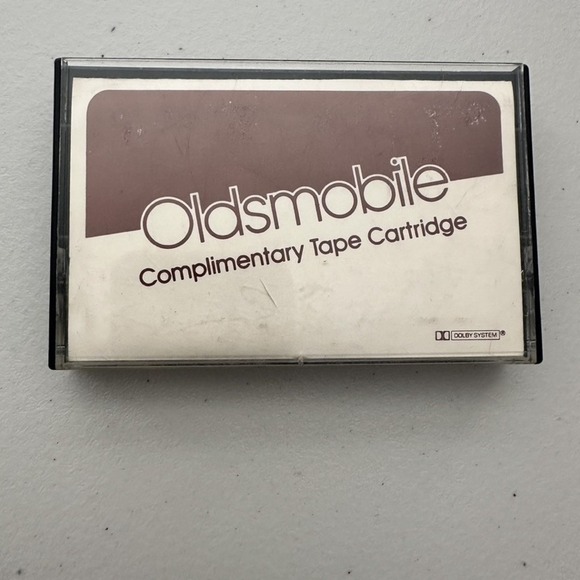 Oldsmobile
Complimentary Tape Cartridge
DOLBY SYSTEM ®